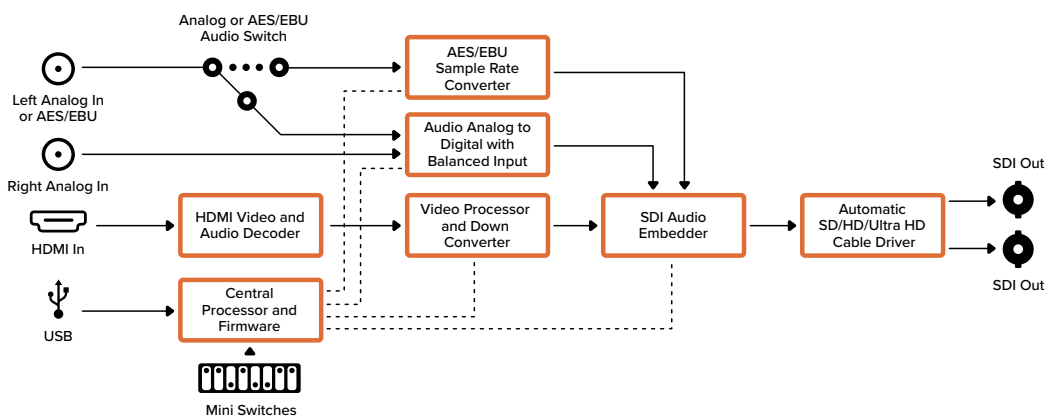 Analog or AES/EBU
Audio Switch
Left Analog In
or AES/EBU
AES/EBU
Sample Rate
Converter
Audio Analog to
Digital with
Balanced Input
Right Analog In
HDMI In
HDMI Video and
Audio Decoder
Video Processor
and Down
Converter
SDI Audio
Embedder
Automatic
SD/HD/Ultra HD
Cable Driver
SDI Out
SDI Out
USB
Central
Processor and
Firmware
Mini Switches